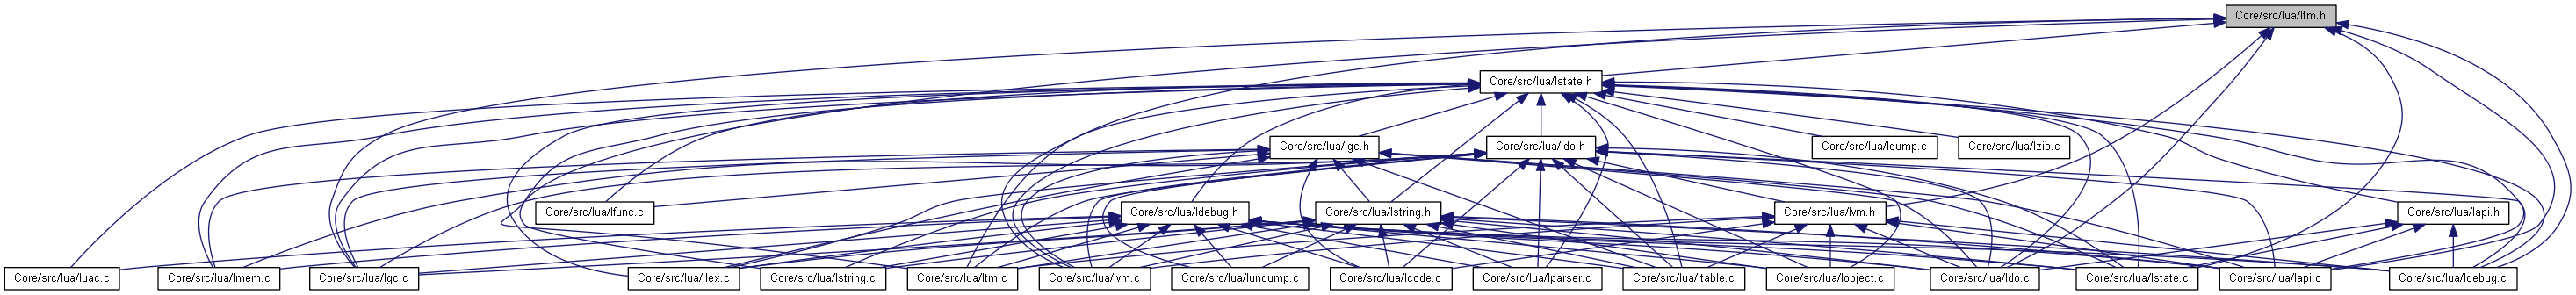 Core/src/lua/ltm.h
Core/src/lua/lstate.h
Core/src/lua/lgc.h
Core/src/lua/ldo.h
Core/src/lua/ldump.c
Core/src/lua/lzio.c
Core/src/lua/lfunc.c
Core/src/lua/ldebug.h
Core/src/lua/lstring.h
Core/src/lua/lvm.h
Core/src/lua/lapi.h
Core/src/lua/luac.c
Core/src/lua/lmem.c
Core/src/lua/lgc.c
Core/src/lua/llex.c
Core/src/lua/lstring.c
Core/src/lua/ltm.c
Core/src/lua/lvm.c
Core/src/lua/lundump.c
Core/src/lua/lcode.c
Core/src/lua/lparser.c
Core/src/lua/ltable.c
Core/src/lua/lobject.c
Core/src/lua/ldo.c
Core/src/lua/lstate.c
Core/src/lua/lapi.c
Core/src/lua/ldebug.c